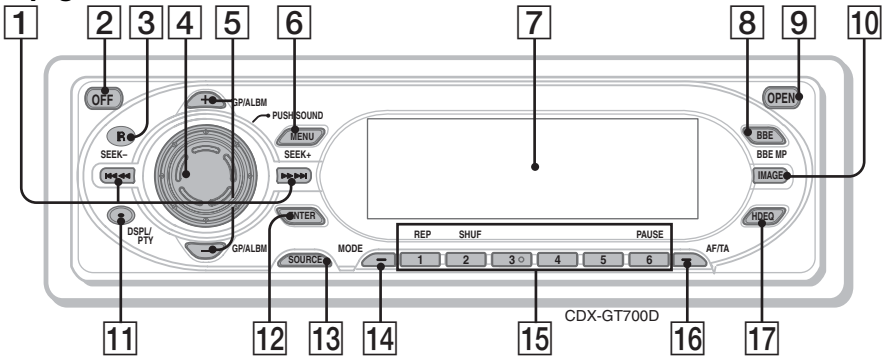 1 2 3 4 5 6 7 8 9 10
OFF
OPEN
+
GP/ALBM
PUSH SOUND
R
MENU
BBE
SEEK–
SEEK+
BBE MP
IMAGE
ENTER
HDEQ
DSPL/
PTY
– GP/ALBM
MODE
REP SHUF PAUSE
AF/TA
SOURCE
1 2 3 4 5 6
CDX-GT700D
11 12 13 14 15 16 17